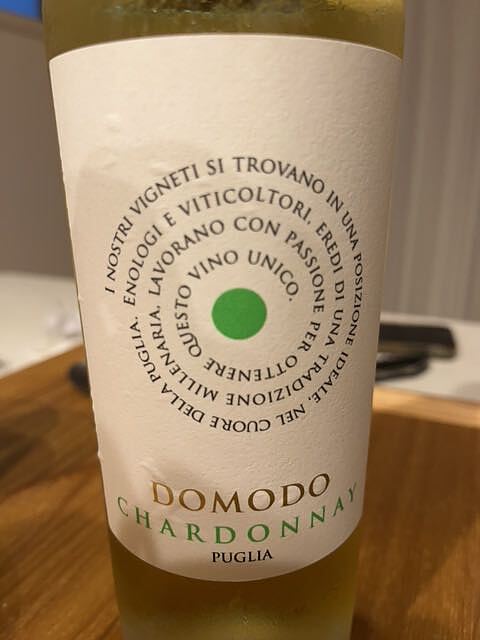 I NOSTRI VIGNETI SI TROVANO IN UNA POSIZIONE IDEALE, NEL CUORE DELLA PUGLIA. ENOLOGI E VITICOLTORI, EREDI DI UNA TRADIZIONE MILLENARIA, LAVORANO CON PASSIONE PER OTTENERE QUESTO VINO UNICO.
DOMODO
CHARDONNAY
PUGLIA